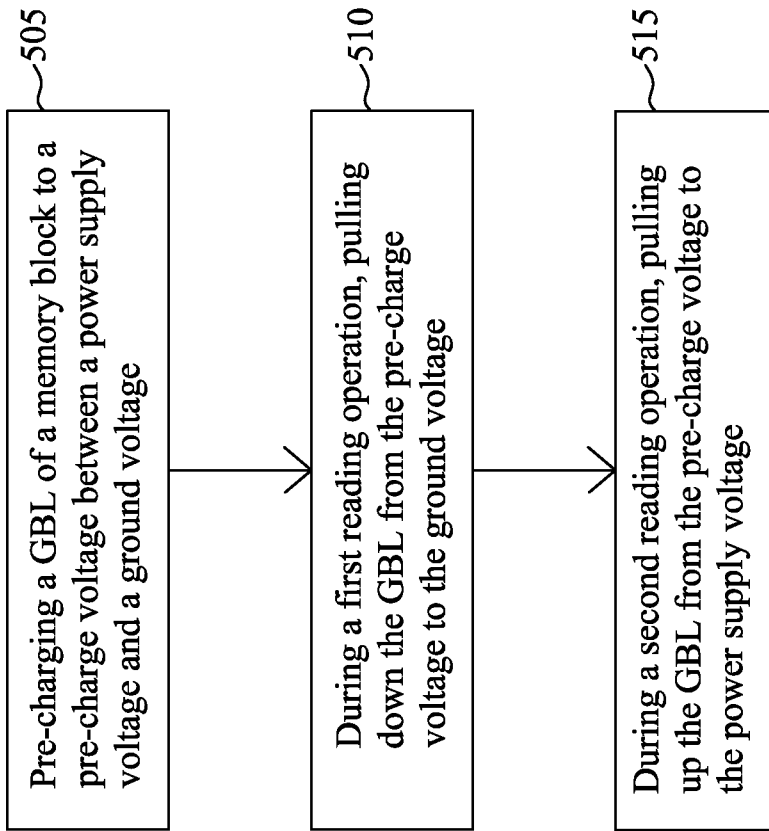 Pre-charging a GBL of a memory block to a
pre-charge voltage between a power supply
voltage and a ground voltage
505
During a first reading operation, pulling
down the GBL from the pre-charge
voltage to the ground voltage
510
During a second reading operation, pulling
up the GBL from the pre-charge voltage to
the power supply voltage
515